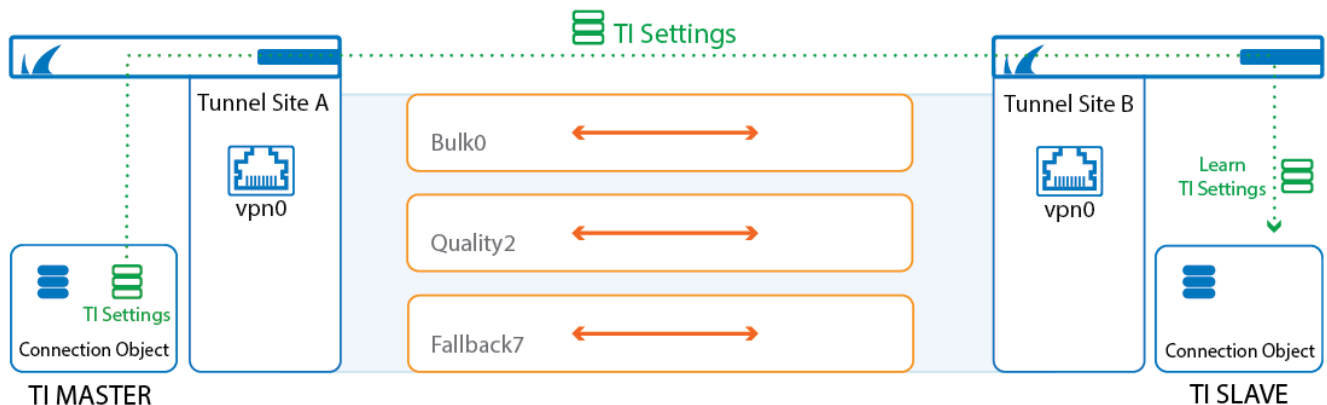 TI Settings
Tunnel Site A
vpn0
TI Settings
Connection Object
TI MASTER
Bulk0
Quality2
Fallback7
Tunnel Site B
vpn0
Learn
TI Settings
Connection Object
TI SLAVE